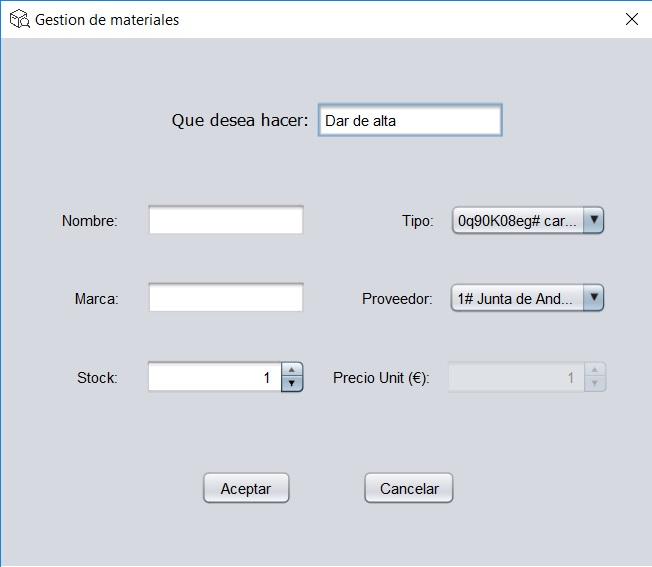 Gestion de materiales
Que desea hacer: Dar de alta
Nombre: Tipo: 0q90K08eg# car...
Marca: Proveedor: 1# Junta de And...
Stock: 1 Precio Unit (€): 1
Aceptar Cancelar